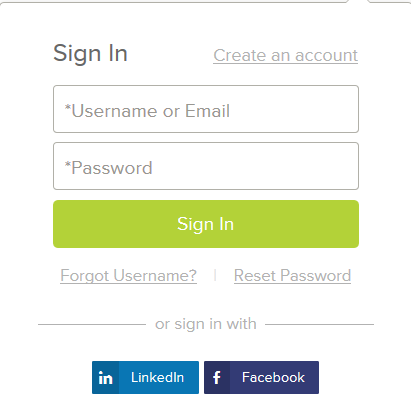 Sign In Create an account
*Username or Email
*Password
Sign In
Forgot Username? | Reset Password
or sign in with
in LinkedIn f Facebook